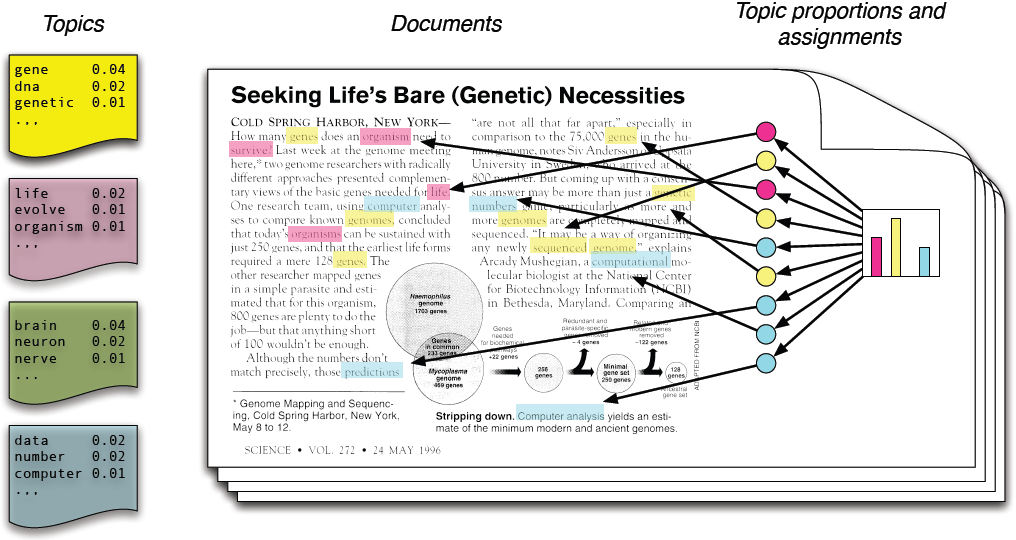 Topics
Documents
Topic proportions and
assignments
gene 0.04
dna 0.02
genetic 0.01
...
life 0.02
evolve 0.01
organism 0.01
...
brain 0.04
neuron 0.02
nerve 0.01
...
data 0.02
number 0.02
computer 0.01
...
Seeking Life's Bare (Genetic) Necessities
COLD SPRING HARBOR, NEW YORK—
How many genes does an organism need to
survive? Last week at the genome meeting
here,* two genome researchers with radically
different approaches presented complemen-
tary views of the basic genes needed for life.
One research team, using computer analy-
ses to compare known genomes, concluded
that today's organisms can be sustained with
just 250 genes, and that the earliest life forms
required a mere 128 genes. The
other researcher mapped genes
in a simple parasite and esti-
mated that for this organism,
800 genes are plenty to do the
job—but that anything short
of 100 wouldn't be enough.
Although the numbers don't
match precisely, those predictions
* Genome Mapping and Sequenc-
ing, Cold Spring Harbor, New York,
May 8 to 12.
"are not all that far apart," especially in
comparison to the 75,000 genes in the hu-
genome, notes Siv Andersson
University in Swed who arrived at the
800 number. But coming up with a consen-
sus answer may be more than just a genetic
numbers game, particularly as more and
more genomes are completely mapped and
sequenced. "It may be a way of organizing
any newly sequenced genome," explains
Arcady Mushegian, a computational mo-
lecular biologist at the National Center
for Biotechnology Information (NCBI)
in Bethesda, Maryland. Comparing an
Haemophilus
genome
1703 genes
Genes
in common
233 genes
Mycoplasma
genome
469 genes
Genes
needed
for biochemical
+22 genes
256
genes
Redundant and
parasite-specific
removed
– 4 genes
Minimal
gene set
250 genes
modern genes
removed
–122 genes
128
genes
Ancestral
gene set
ADAPTED FROM NCBI
Stripping down. Computer analysis yields an esti-
mate of the minimum modern and ancient genomes.
SCIENCE • VOL. 272 • 24 MAY 1996